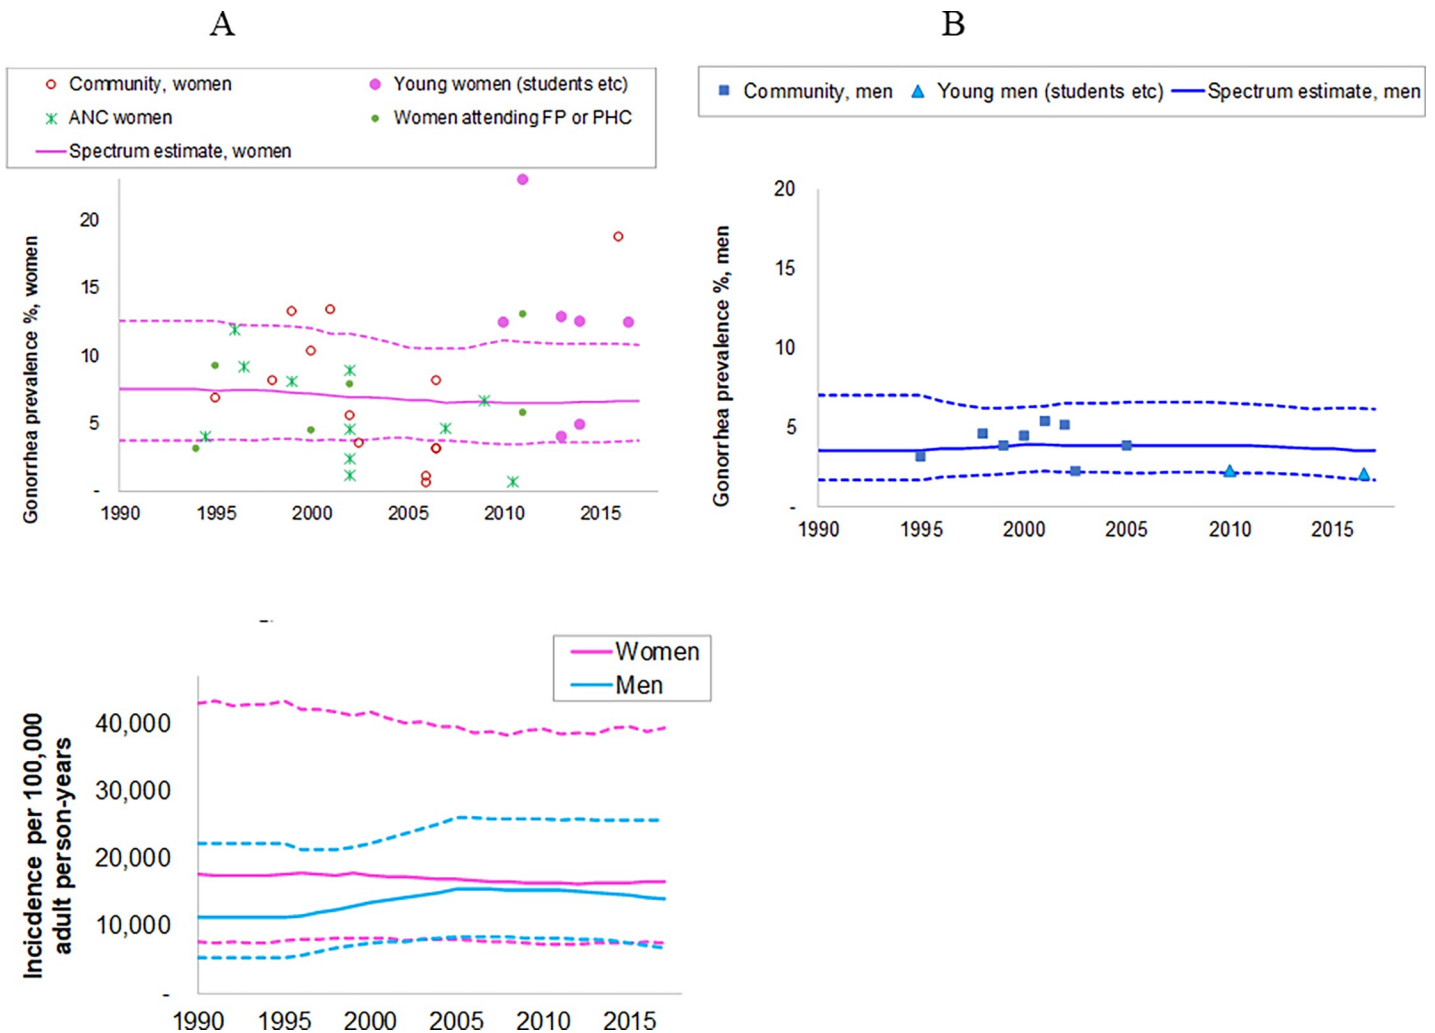 A
B
Community, women
Young women (students etc)
ANC women
Women attending FP or PHC
Spectrum estimate, women
Community, men
Young men (students etc)
Spectrum estimate, men
Gonorrhea prevalence %, women
20
15
10
5
-
1990
1995
2000
2005
2010
2015
Gonorrhea prevalence %, men
20
15
10
5
-
1990
1995
2000
2005
2010
2015
Women
Men
Incicdence per 100,000
adult person-years
40,000
30,000
20,000
10,000
-
1990
1995
2000
2005
2010
2015